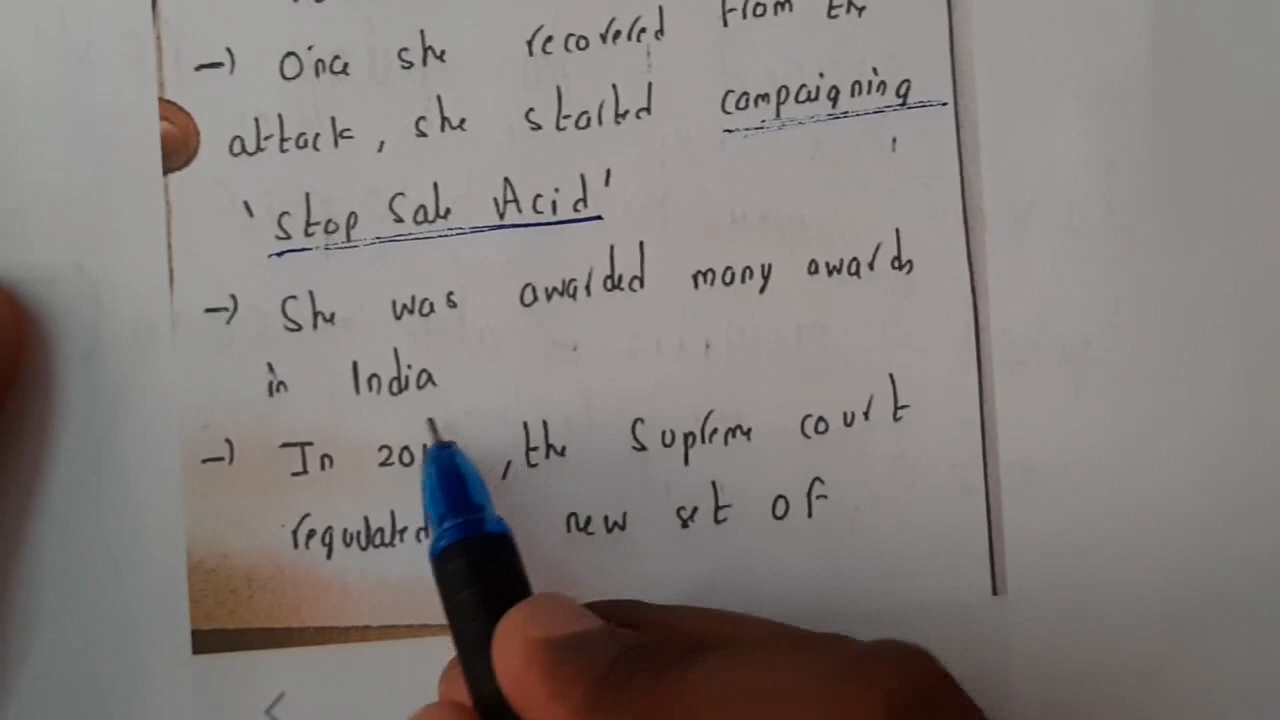 -) Once she recovered from
attack, she started campaigning
'Stop Sale Acid'
-) She was awarded many awards
in India
-) In , the Supreme court
regulated new set of